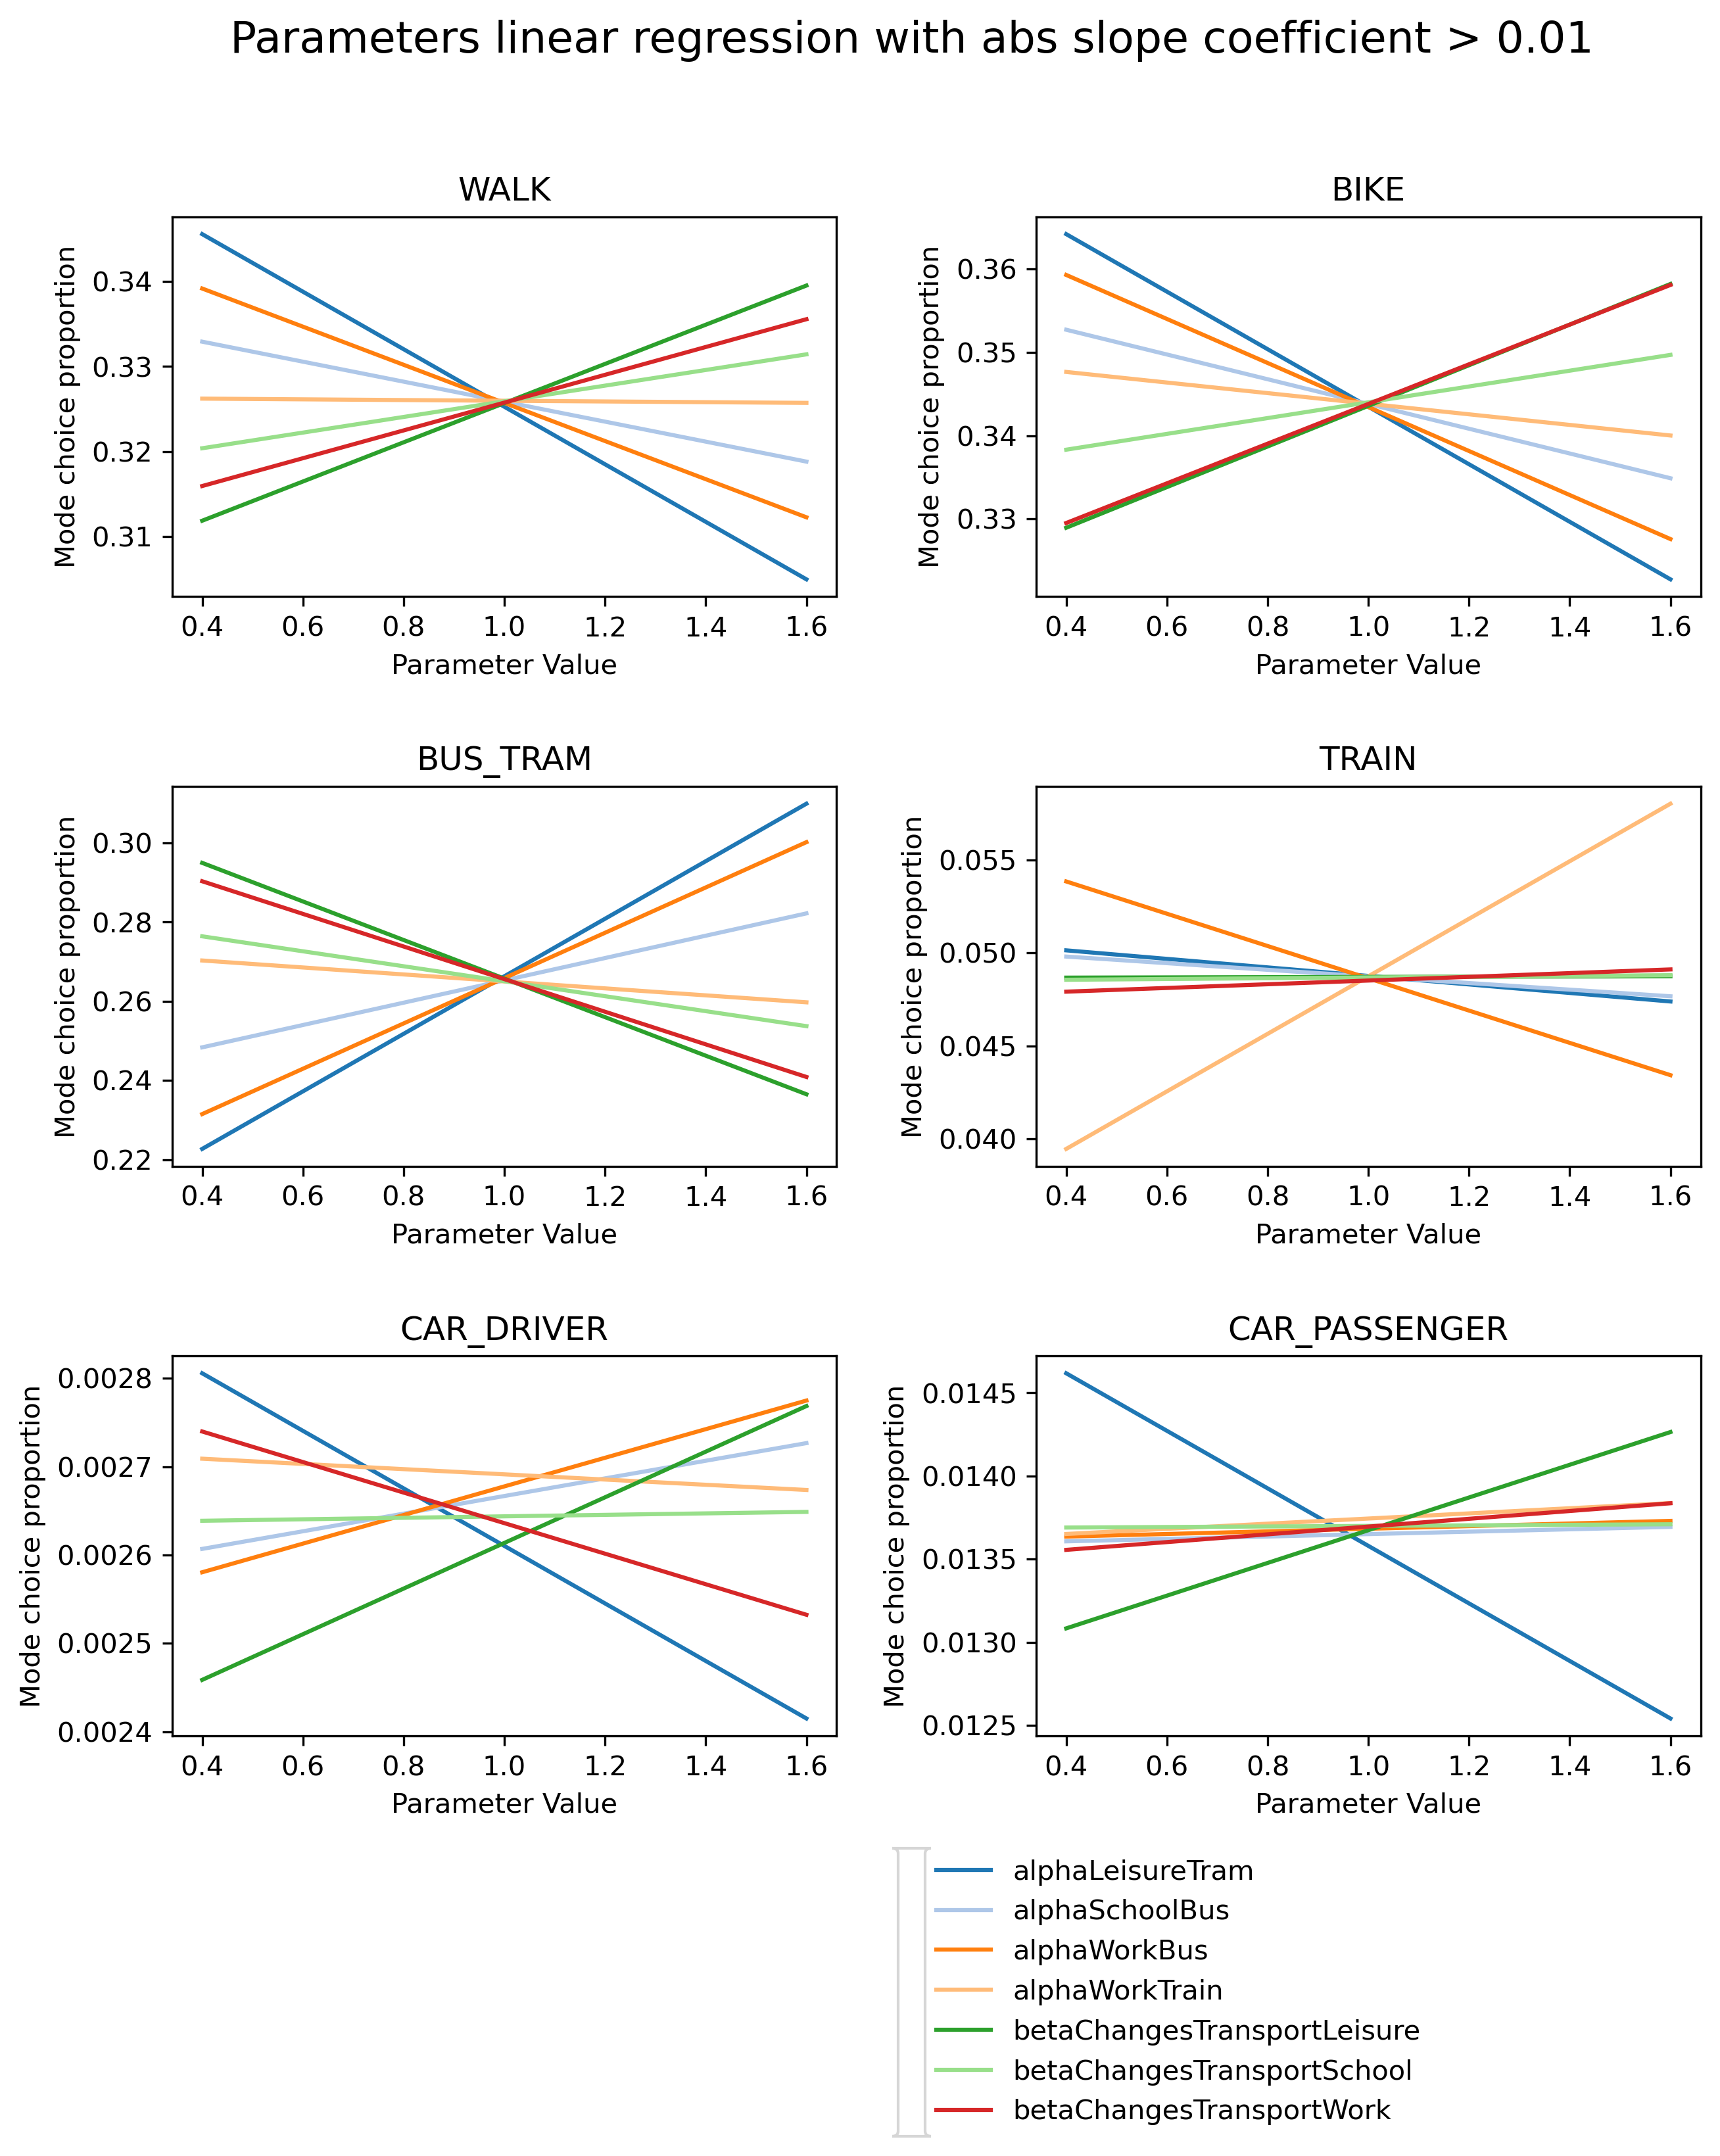 Parameters linear regression with abs slope coefficient > 0.01
WALK
Mode choice proportion
0.34
0.33
0.32
0.31
0.4 0.6 0.8 1.0 1.2 1.4 1.6
Parameter Value
BIKE
Mode choice proportion
0.36
0.35
0.34
0.33
0.4 0.6 0.8 1.0 1.2 1.4 1.6
Parameter Value
BUS_TRAM
Mode choice proportion
0.30
0.28
0.26
0.24
0.22
0.4 0.6 0.8 1.0 1.2 1.4 1.6
Parameter Value
TRAIN
Mode choice proportion
0.055
0.050
0.045
0.040
0.4 0.6 0.8 1.0 1.2 1.4 1.6
Parameter Value
CAR_DRIVER
Mode choice proportion
0.0028
0.0027
0.0026
0.0025
0.0024
0.4 0.6 0.8 1.0 1.2 1.4 1.6
Parameter Value
CAR_PASSENGER
Mode choice proportion
0.0145
0.0140
0.0135
0.0130
0.0125
0.4 0.6 0.8 1.0 1.2 1.4 1.6
Parameter Value
alphaLeisureTram
alphaSchoolBus
alphaWorkBus
alphaWorkTrain
betaChangesTransportLeisure
betaChangesTransportSchool
betaChangesTransportWork